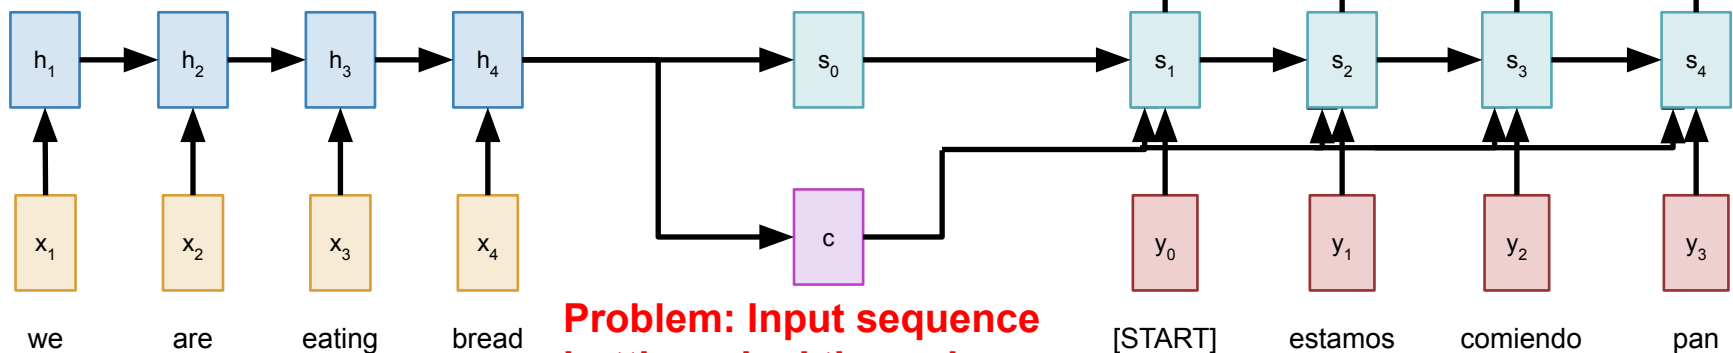 h₁ h₂ h₃ h₄ s₀ s₁ s₂ s₃ s₄
x₁ x₂ x₃ x₄ c y₀ y₁ y₂ y₃
we are eating bread [START] estamos comiendo pan
Problem: Input sequence